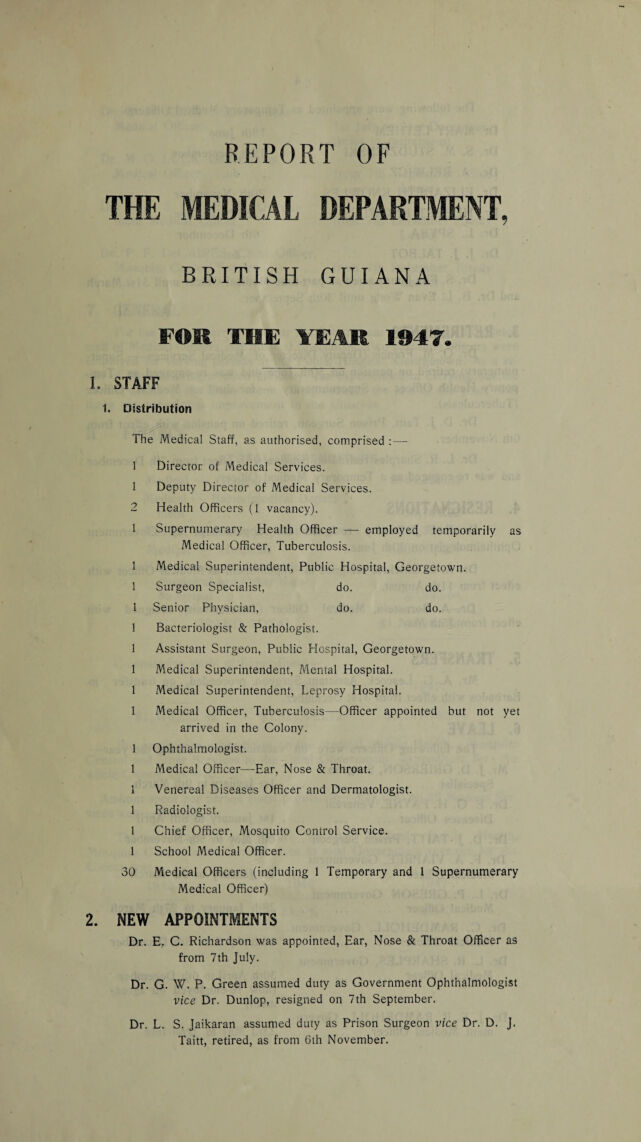 REPORT OF
THE MEDICAL DEPARTMENT,
BRITISH GUIANA
FOR THE YEAR 1947.
I. STAFF
1. Distribution
The Medical Staff, as authorised, comprised :—
1 Director of Medical Services.
1 Deputy Director of Medical Services.
2 Health Officers (1 vacancy).
1 Supernumerary Health Officer — employed temporarily as
Medical Officer, Tuberculosis.
1 Medical Superintendent, Public Hospital, Georgetown.
1 Surgeon Specialist, do. do.
1 Senior Physician, do. do.
1 Bacteriologist & Pathologist.
1 Assistant Surgeon, Public Hospital, Georgetown.
1 Medical Superintendent, Mental Hospital.
1 Medical Superintendent, Leprosy Hospital.
1 Medical Officer, Tuberculosis—Officer appointed but not yet
arrived in the Colony.
1 Ophthalmologist.
1 Medical Officer—Ear, Nose & Throat.
1 Venereal Diseases Officer and Dermatologist.
1 Radiologist.
1 Chief Officer, Mosquito Control Service.
1 School Medical Officer.
30 Medical Officers (including 1 Temporary and 1 Supernumerary
Medical Officer)
2. NEW APPOINTMENTS
Dr. E. C. Richardson was appointed, Ear, Nose & Throat Officer as
from 7th July.
Dr. G. W. P. Green assumed duty as Government Ophthalmologist
vice Dr. Dunlop, resigned on 7th September.
Dr. L. S. Jaikaran assumed duty as Prison Surgeon vice Dr. D. J.
Taitt, retired, as from 6th November.